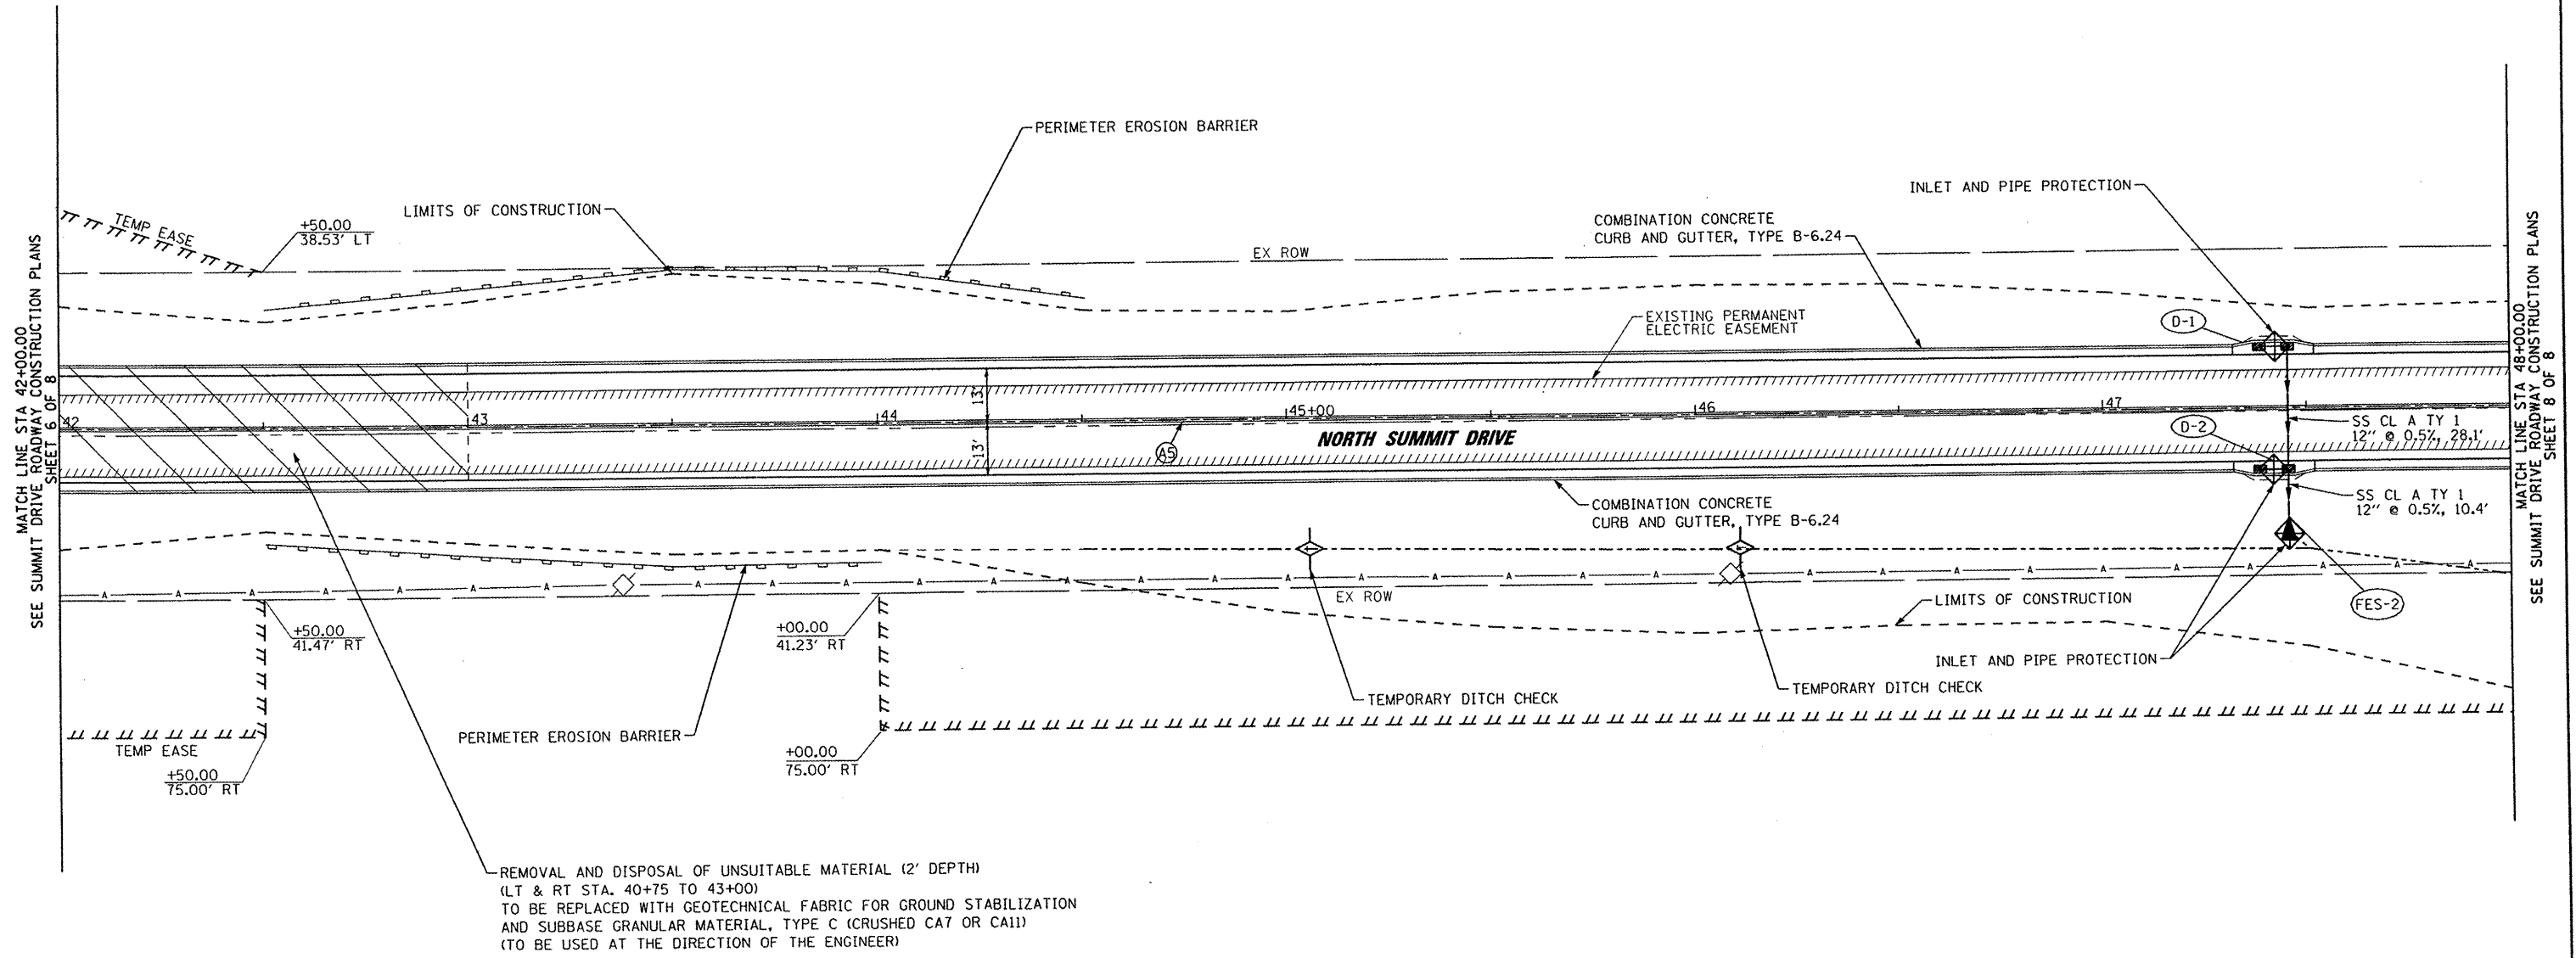 MATCH LINE STA 42+00.00
SEE SUMMIT DRIVE ROADWAY CONSTRUCTION PLANS
SHEET 6 OF 8
TEMP EASE
+50.00
38.53' LT
LIMITS OF CONSTRUCTION
PERIMETER EROSION BARRIER
EX ROW
COMBINATION CONCRETE
CURB AND GUTTER, TYPE B-6.24
INLET AND PIPE PROTECTION
EXISTING PERMANENT
ELECTRIC EASEMENT
D-1
13'
13'
42
43
44
45+00
46
47
A5
NORTH SUMMIT DRIVE
D-2
SS CL A TY 1
12" @ 0.5%, 28.1'
SS CL A TY 1
12" @ 0.5%, 10.4'
COMBINATION CONCRETE
CURB AND GUTTER, TYPE B-6.24
A A A A A A A A A A A A A A A A A A A A A A A A A A A A A A A A
EX ROW
LIMITS OF CONSTRUCTION
FES-2
+50.00
41.47' RT
+00.00
41.23' RT
INLET AND PIPE PROTECTION
TEMPORARY DITCH CHECK
TEMPORARY DITCH CHECK
PERIMETER EROSION BARRIER
TEMP EASE
+50.00
75.00' RT
+00.00
75.00' RT
REMOVAL AND DISPOSAL OF UNSUITABLE MATERIAL (2' DEPTH)
(LT & RT STA. 40+75 TO 43+00)
TO BE REPLACED WITH GEOTECHNICAL FABRIC FOR GROUND STABILIZATION
AND SUBBASE GRANULAR MATERIAL, TYPE C (CRUSHED CA7 OR CA11)
(TO BE USED AT THE DIRECTION OF THE ENGINEER)
MATCH LINE STA 48+00.00
SEE SUMMIT DRIVE ROADWAY CONSTRUCTION PLANS
SHEET 8 OF 8